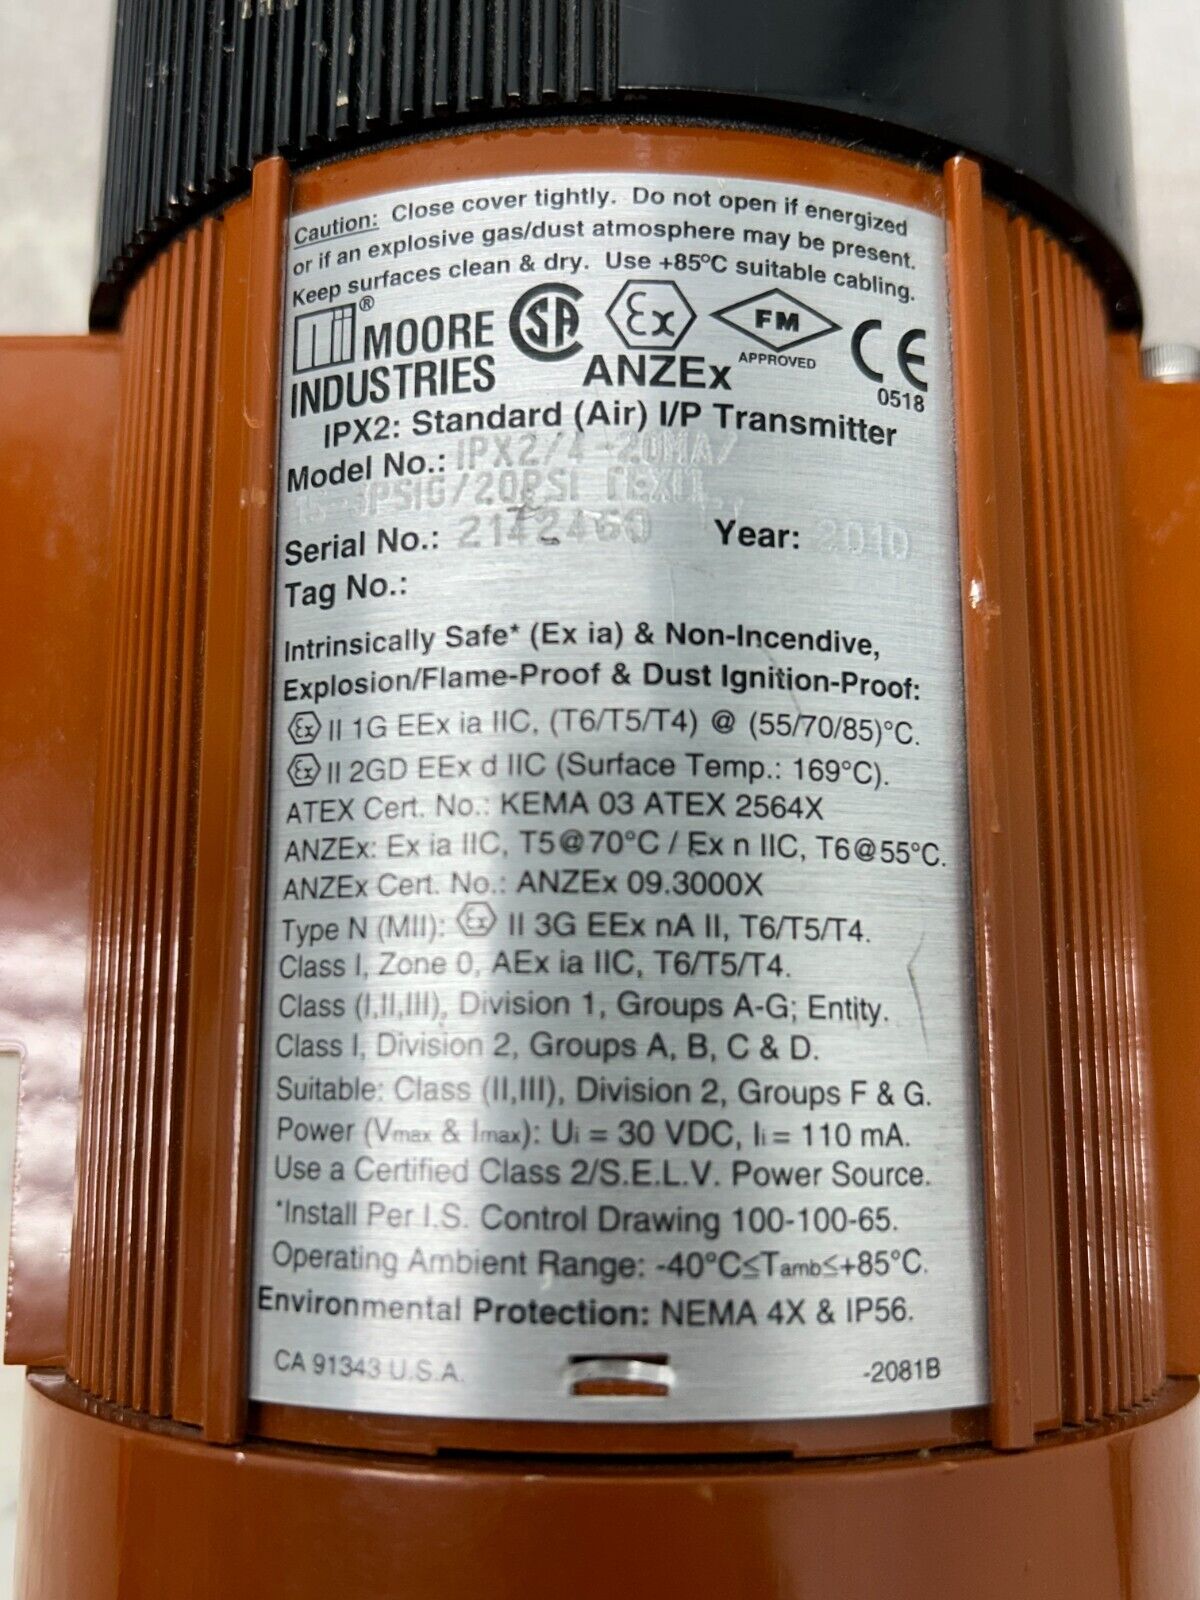 Caution: Close cover tightly. Do not open if energized
or if an explosive gas/dust atmosphere may be present.
Keep surfaces clean & dry. Use +85°C suitable cabling.
® MOORE
INDUSTRIES
SA
Ex
ANZEx
FM
APPROVED
CE
0518
IPX2: Standard (Air) I/P Transmitter
Model No.: IPX2/4-20MA/
15-3PSIG/20PSI
Serial No.: 2142460 Year: 2010
Tag No.:
Intrinsically Safe* (Ex ia) & Non-Incendive,
Explosion/Flame-Proof & Dust Ignition-Proof:
Ex II 1G EEx ia IIC, (T6/T5/T4) @ (55/70/85)°C.
Ex II 2GD EEx d IIC (Surface Temp.: 169°C).
ATEX Cert. No.: KEMA 03 ATEX 2564X
ANZEx: Ex ia IIC, T5@70°C / Ex n IIC, T6@55°C.
ANZEx Cert. No.: ANZEx 09.3000X
Type N (MII): Ex II 3G EEx nA II, T6/T5/T4.
Class I, Zone 0, AEx ia IIC, T6/T5/T4.
Class (I,II,III), Division 1, Groups A-G; Entity.
Class I, Division 2, Groups A, B, C & D.
Suitable: Class (II,III), Division 2, Groups F & G.
Power (Vmax & Imax): Ui = 30 VDC, Ii = 110 mA.
Use a Certified Class 2/S.E.L.V. Power Source.
*Install Per I.S. Control Drawing 100-100-65.
Operating Ambient Range: -40°C≤Tamb≤+85°C.
Environmental Protection: NEMA 4X & IP56.
CA 91343 U.S.A. -2081B